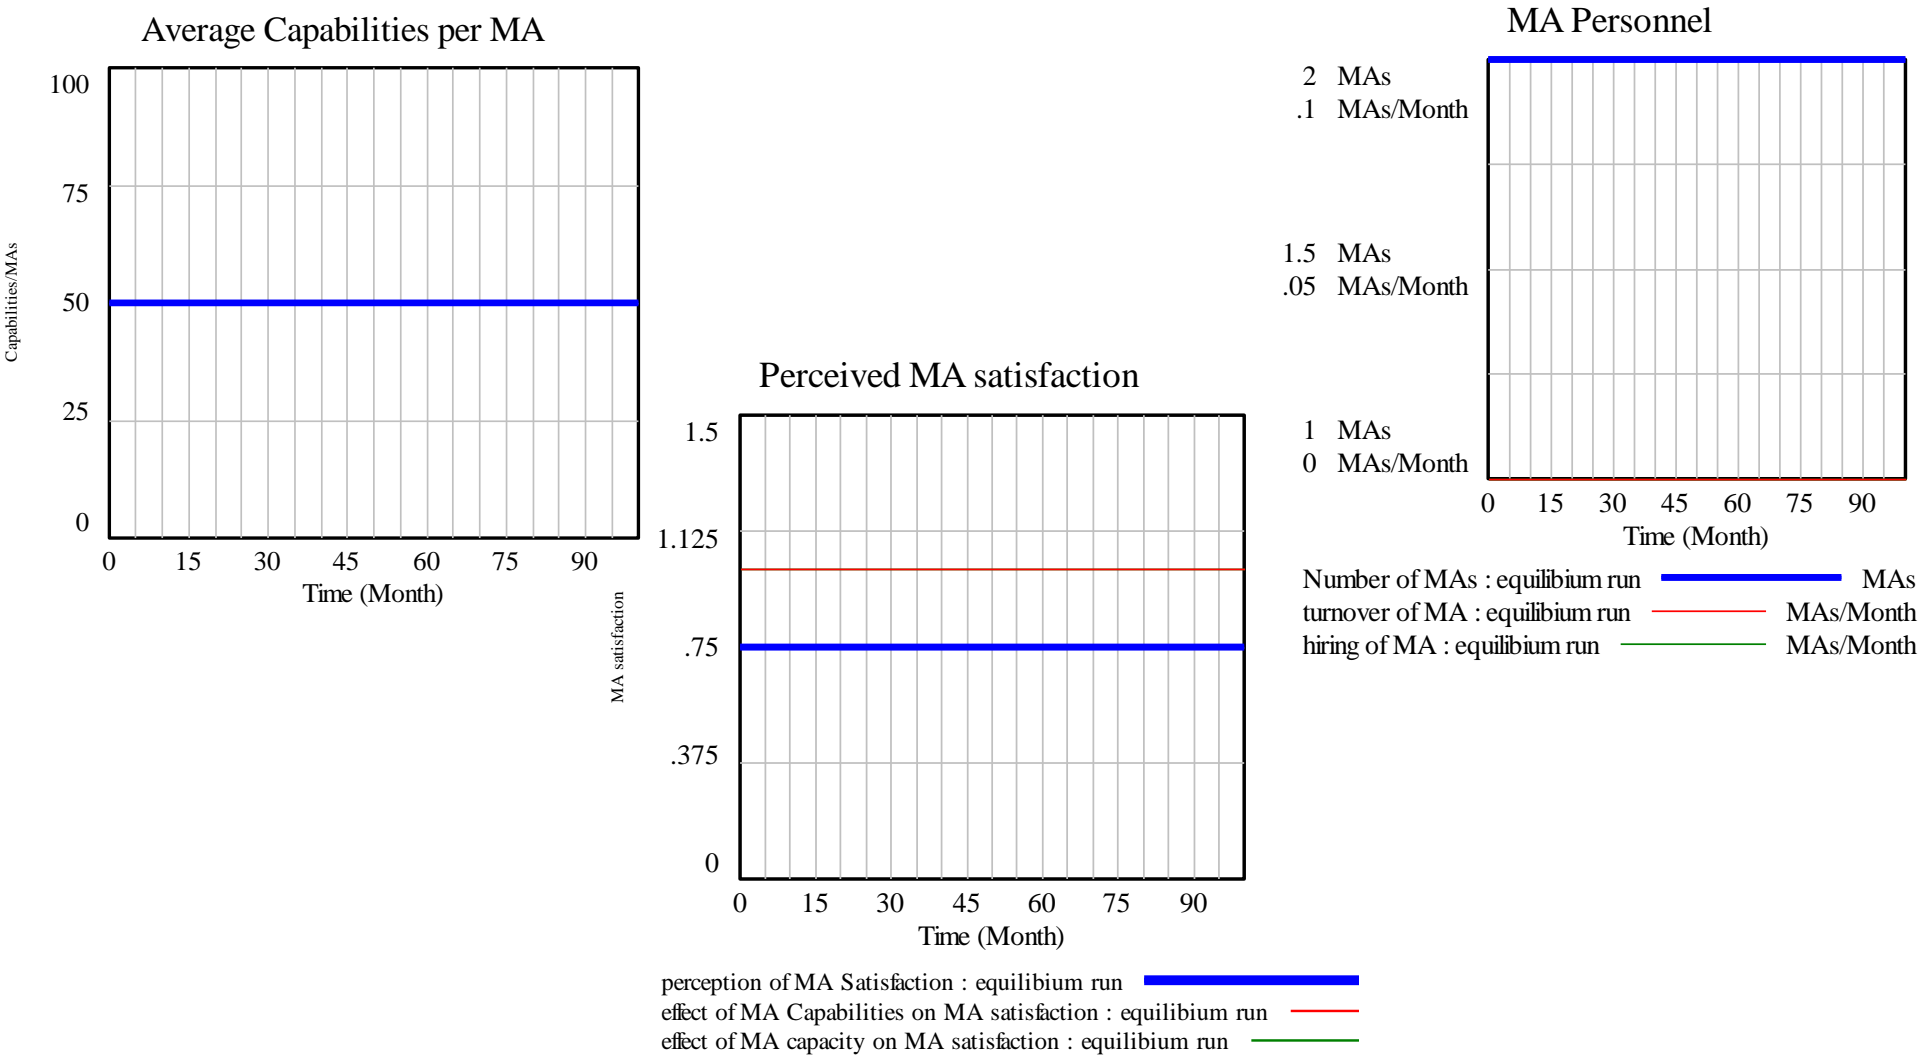 Average Capabilities per MA
100
75
50
25
0
Capabilities/MAs
0 15 30 45 60 75 90
Time (Month)
Perceived MA satisfaction
1.5
1.125
.75
.375
0
MA satisfaction
0 15 30 45 60 75 90
Time (Month)
perception of MA Satisfaction : equilibium run
effect of MA Capabilities on MA satisfaction : equilibium run
effect of MA capacity on MA satisfaction : equilibium run
MA Personnel
2 MAs
.1 MAs/Month
1.5 MAs
.05 MAs/Month
1 MAs
0 MAs/Month
0 15 30 45 60 75 90
Time (Month)
Number of MAs : equilibium run MAs
turnover of MA : equilibium run MAs/Month
hiring of MA : equilibium run MAs/Month